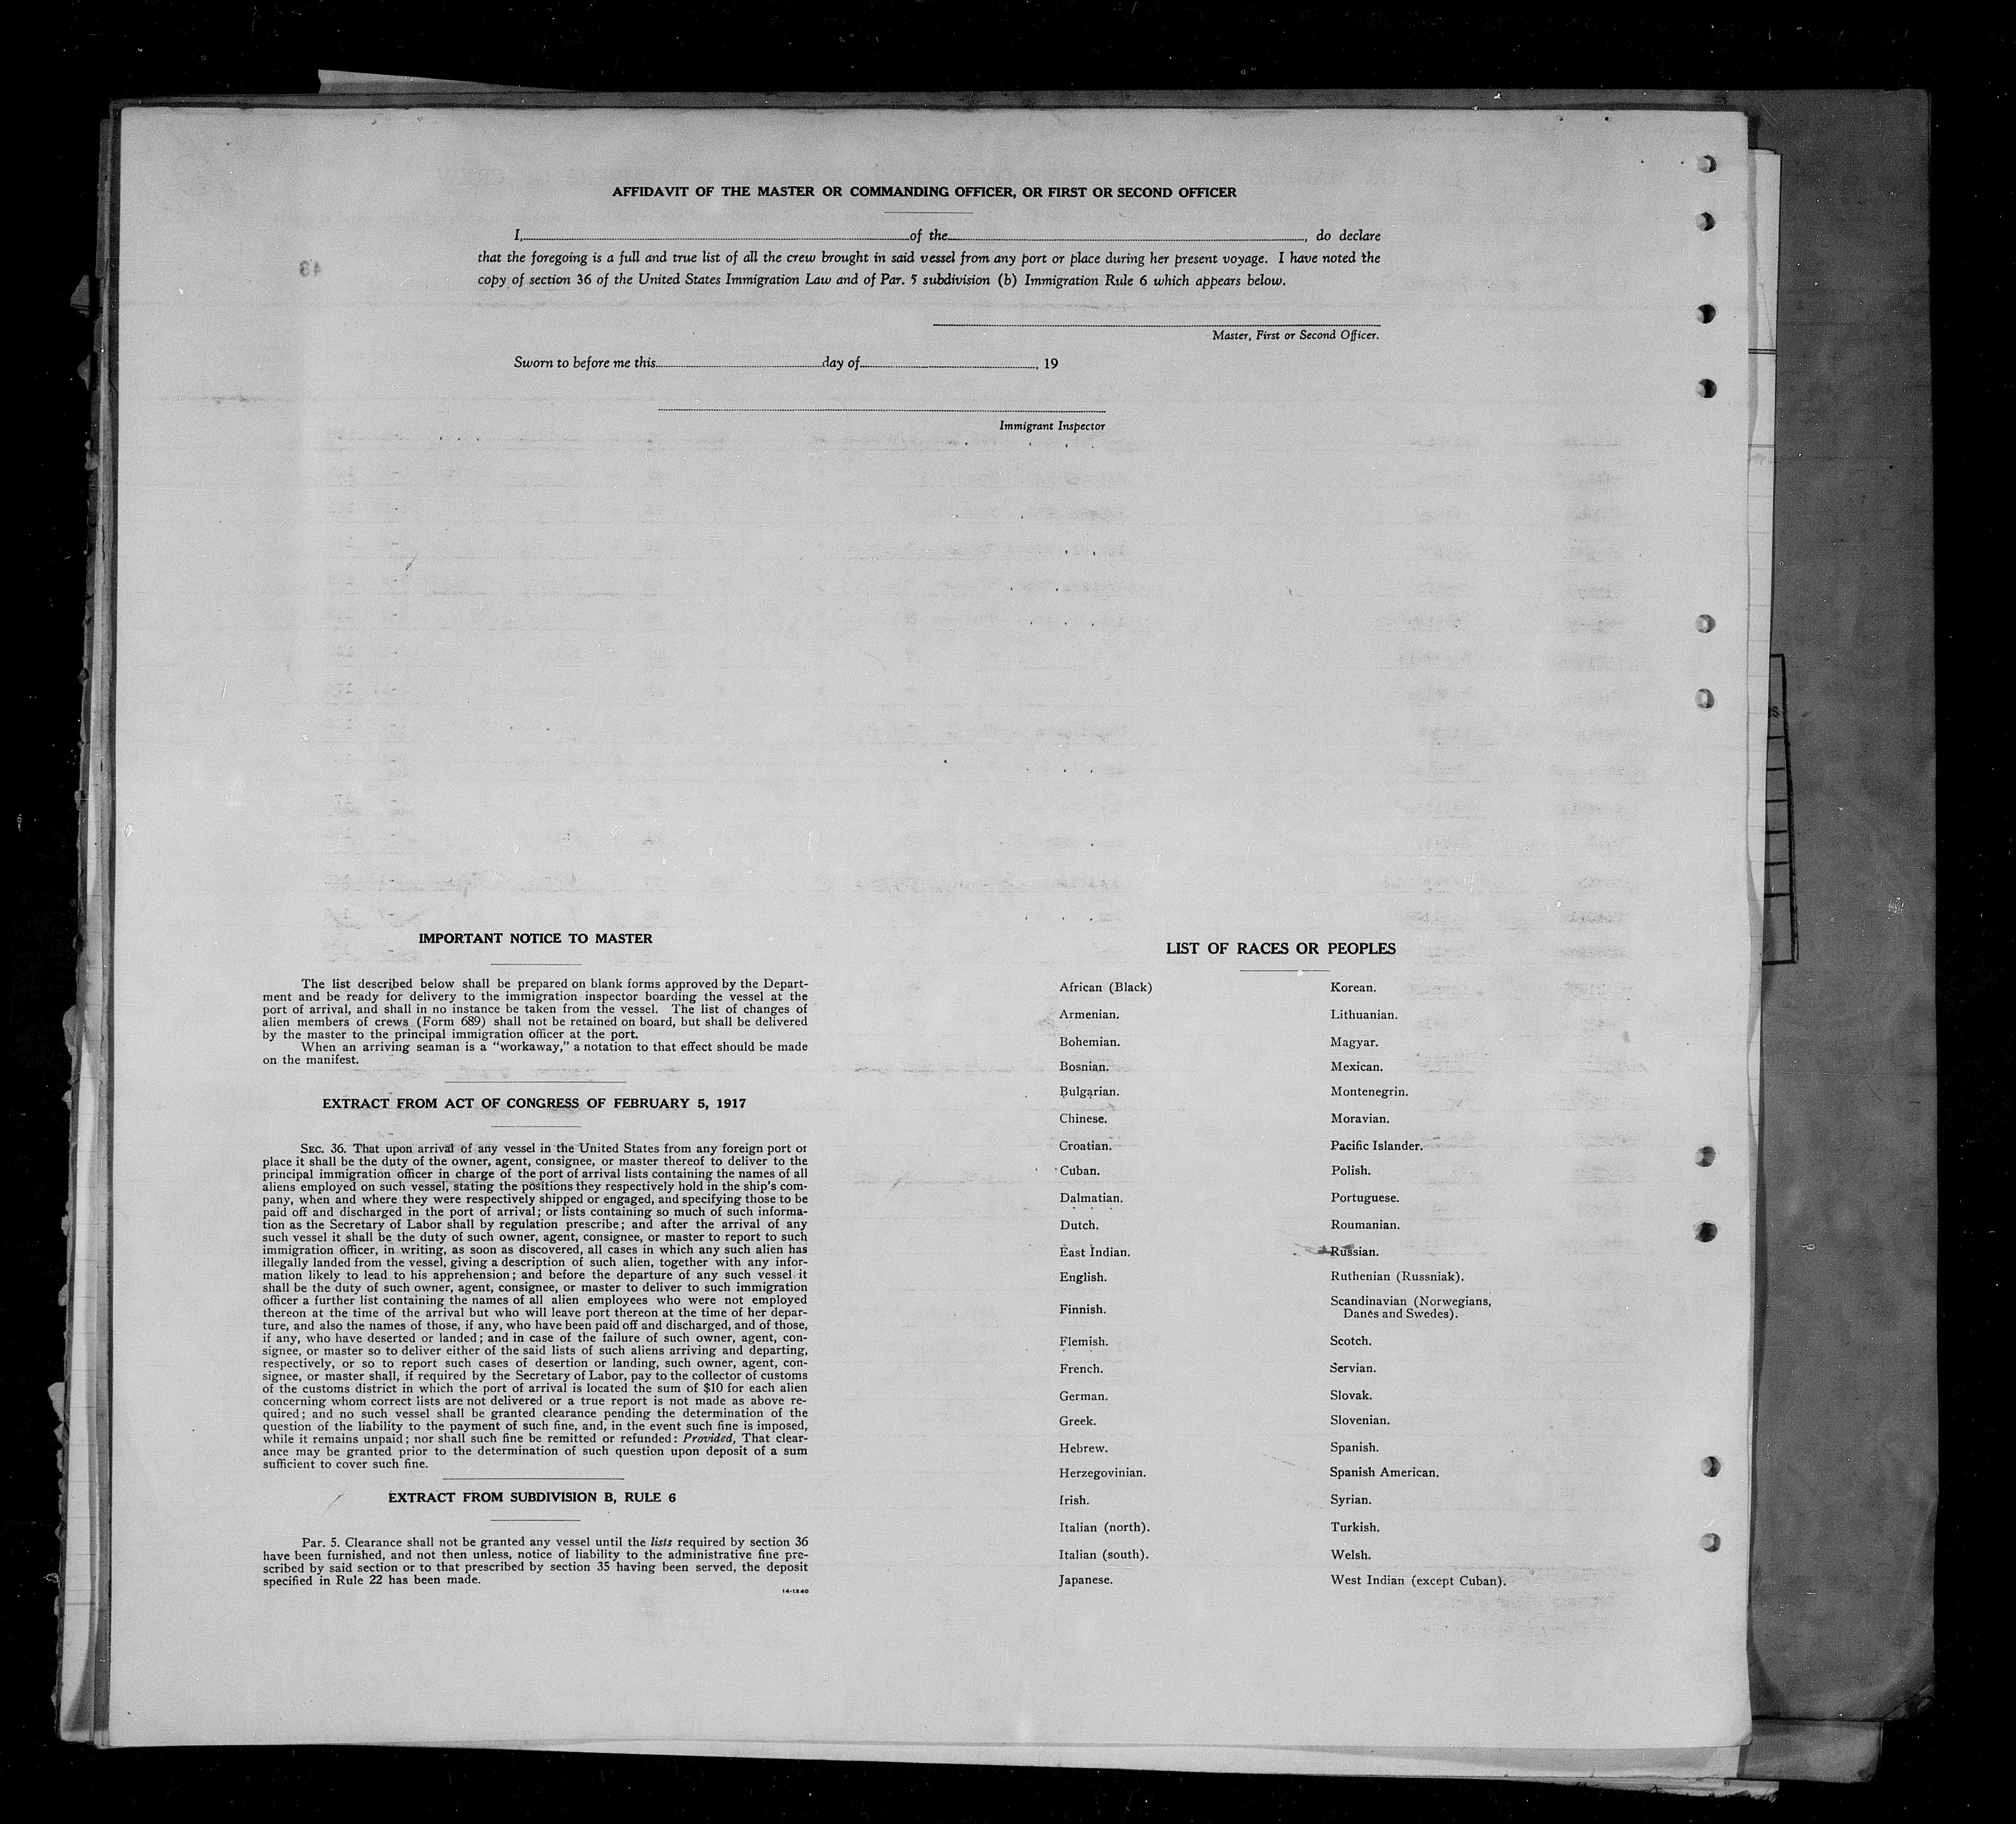 AFFIDAVIT OF THE MASTER OR COMMANDING OFFICER, OR FIRST OR SECOND OFFICER
I, of the , do declare
that the foregoing is a full and true list of all the crew brought in said vessel from any port or place during her present voyage. I have noted the
copy of section 36 of the United States Immigration Law and of Par. 5 subdivision (b) Immigration Rule 6 which appears below.
Master, First or Second Officer.
Sworn to before me this day of , 19
Immigrant Inspector
IMPORTANT NOTICE TO MASTER
The list described below shall be prepared on blank forms approved by the Depart-
ment and be ready for delivery to the immigration inspector boarding the vessel at the
port of arrival, and shall in no instance be taken from the vessel. The list of changes of
alien members of crews (Form 689) shall not be retained on board, but shall be delivered
by the master to the principal immigration officer at the port.
When an arriving seaman is a "workaway," a notation to that effect should be made
on the manifest.
EXTRACT FROM ACT OF CONGRESS OF FEBRUARY 5, 1917
SEC. 36. That upon arrival of any vessel in the United States from any foreign port or
place it shall be the duty of the owner, agent, consignee, or master thereof to deliver to the
principal immigration officer in charge of the port of arrival lists containing the names of all
aliens employed on such vessel, stating the positions they respectively hold in the ship's com-
pany, when and where they were respectively shipped or engaged, and specifying those to be
paid off and discharged in the port of arrival; or lists containing so much of such informa-
tion as the Secretary of Labor shall by regulation prescribe; and after the arrival of any
such vessel it shall be the duty of such owner, agent, consignee, or master to report to such
immigration officer, in writing, as soon as discovered, all cases in which any such alien has
illegally landed from the vessel, giving a description of such alien, together with any infor-
mation likely to lead to his apprehension; and before the departure of any such vessel it
shall be the duty of such owner, agent, consignee, or master to deliver to such immigration
officer a further list containing the names of all alien employees who were not employed
thereon at the time of the arrival but who will leave port thereon at the time of her depar-
ture, and also the names of those, if any, who have been paid off and discharged, and of those,
if any, who have deserted or landed; and in case of the failure of such owner, agent, con-
signee, or master so to deliver either of the said lists of such aliens arriving and departing,
respectively, or so to report such cases of desertion or landing, such owner, agent, con-
signee, or master shall, if required by the Secretary of Labor, pay to the collector of customs
of the customs district in which the port of arrival is located the sum of $10 for each alien
concerning whom correct lists are not delivered or a true report is not made as above re-
quired; and no such vessel shall be granted clearance pending the determination of the
question of the liability to the payment of such fine, and, in the event such fine is imposed,
while it remains unpaid; nor shall such fine be remitted or refunded: Provided, That clear-
ance may be granted prior to the determination of such question upon deposit of a sum
sufficient to cover such fine.
EXTRACT FROM SUBDIVISION B, RULE 6
Par. 5. Clearance shall not be granted any vessel until the lists required by section 36
have been furnished, and not then unless, notice of liability to the administrative fine pre-
scribed by said section or to that prescribed by section 35 having been served, the deposit
specified in Rule 22 has been made.
14-1240
LIST OF RACES OR PEOPLES
African (Black)
Armenian.
Bohemian.
Bosnian.
Bulgarian.
Chinese.
Croatian.
Cuban.
Dalmatian.
Dutch.
East Indian.
English.
Finnish.
Flemish.
French.
German.
Greek.
Hebrew.
Herzegovinian.
Irish.
Italian (north).
Italian (south).
Japanese.
Korean.
Lithuanian.
Magyar.
Mexican.
Montenegrin.
Moravian.
Pacific Islander.
Polish.
Portuguese.
Roumanian.
Russian.
Ruthenian (Russniak).
Scandinavian (Norwegians,
Danes and Swedes).
Scotch.
Servian.
Slovak.
Slovenian.
Spanish.
Spanish American.
Syrian.
Turkish.
Welsh.
West Indian (except Cuban).